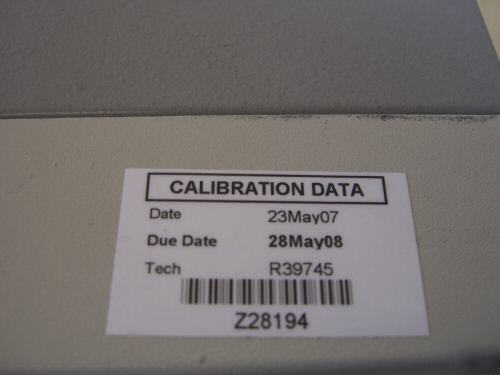 CALIBRATION DATA
Date 23May07
Due Date 28May08
Tech R39745
Z28194